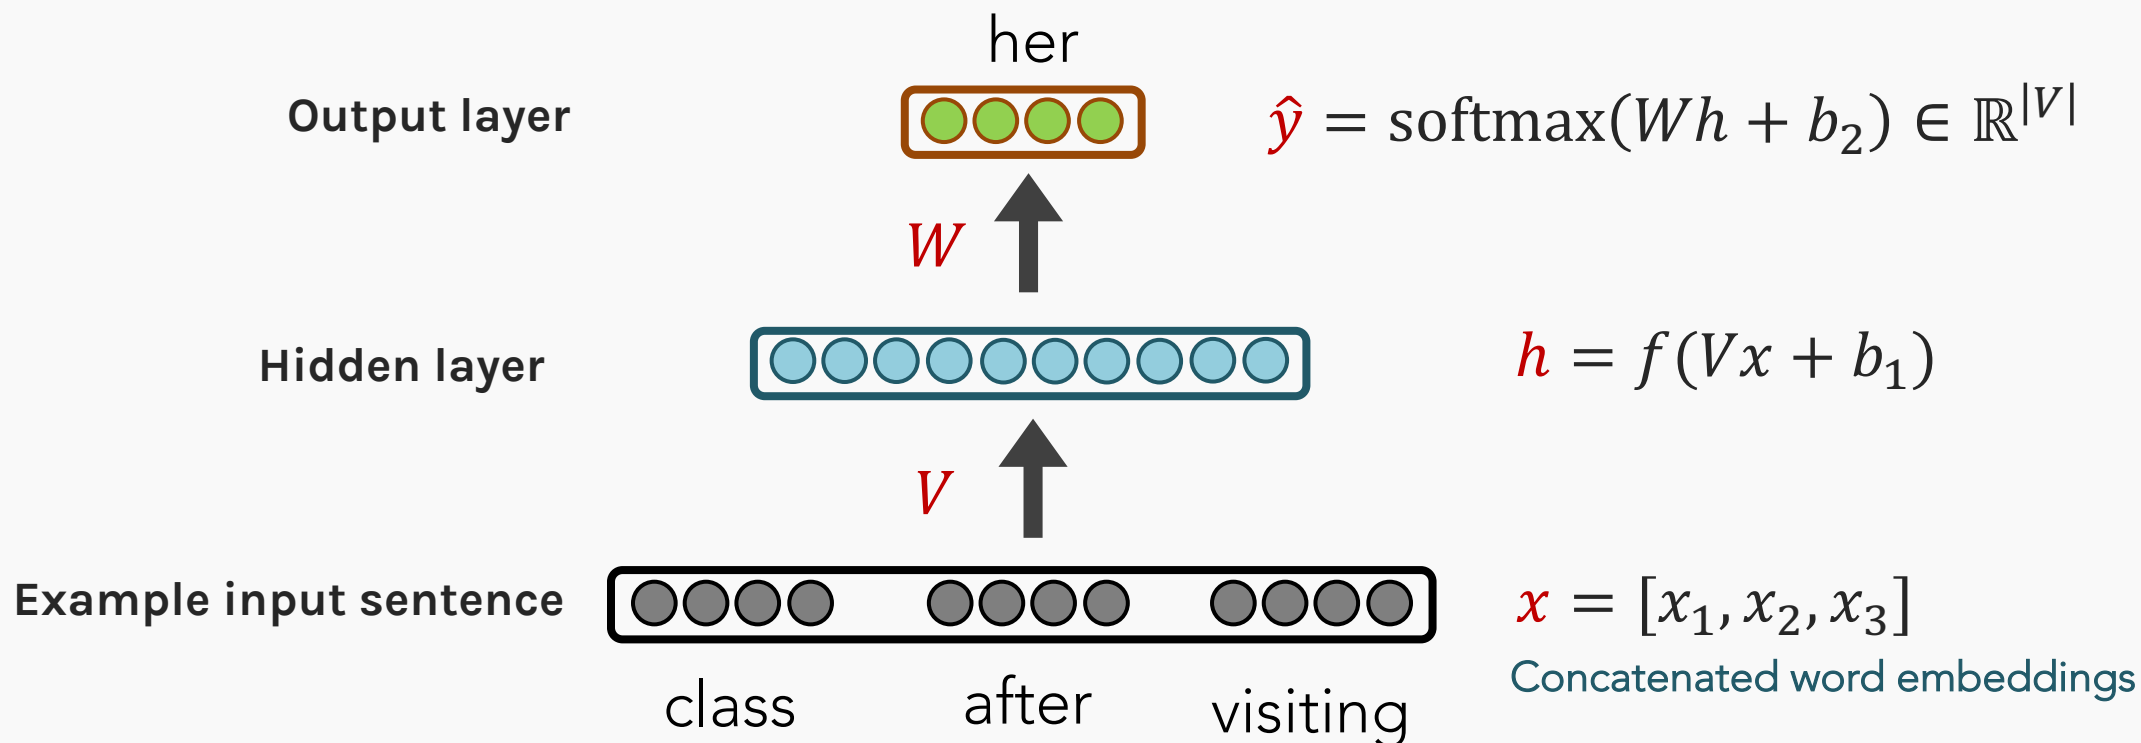 her
Output layer
ŷ = softmax(Wh + b₂) ∈ ℝ^|V|
W
Hidden layer
h = f(Vx + b₁)
V
Example input sentence
x = [x₁, x₂, x₃]
Concatenated word embeddings
class after visiting